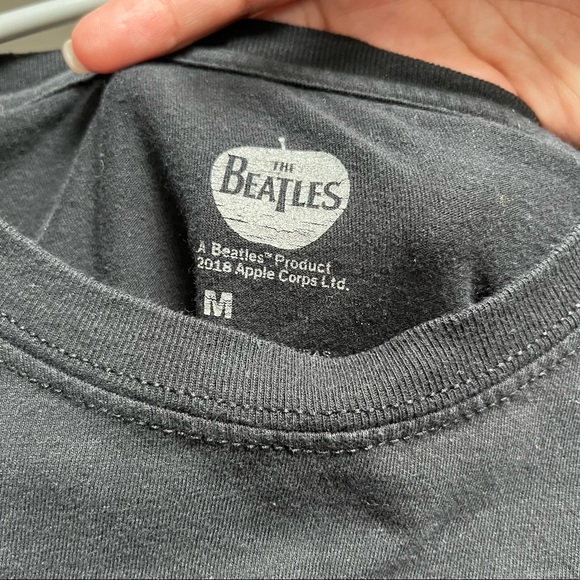 THE
BEATLES
A Beatles™ Product
2018 Apple Corps Ltd.
M